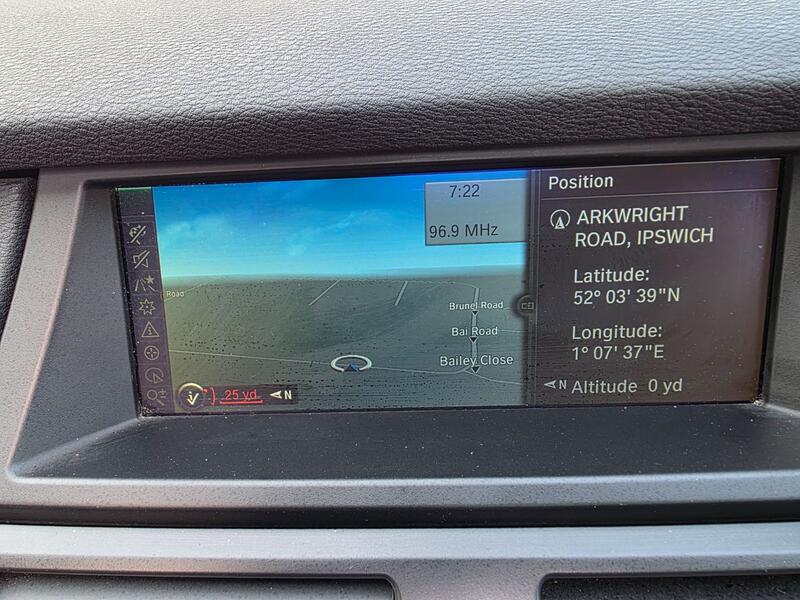 7:22
96.9 MHz
Road
Brunel Road
Bai Road
Bailey Close
.25 yd
N
Position
ARKWRIGHT
ROAD, IPSWICH
Latitude:
52° 03' 39"N
Longitude:
1° 07' 37"E
N Altitude 0 yd